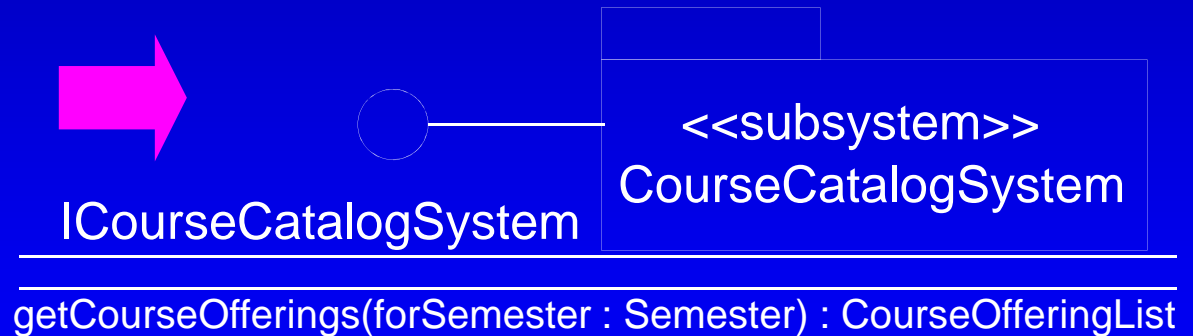 <<subsystem>>
CourseCatalogSystem
ICourseCatalogSystem
getCourseOfferings(forSemester : Semester) : CourseOfferingList